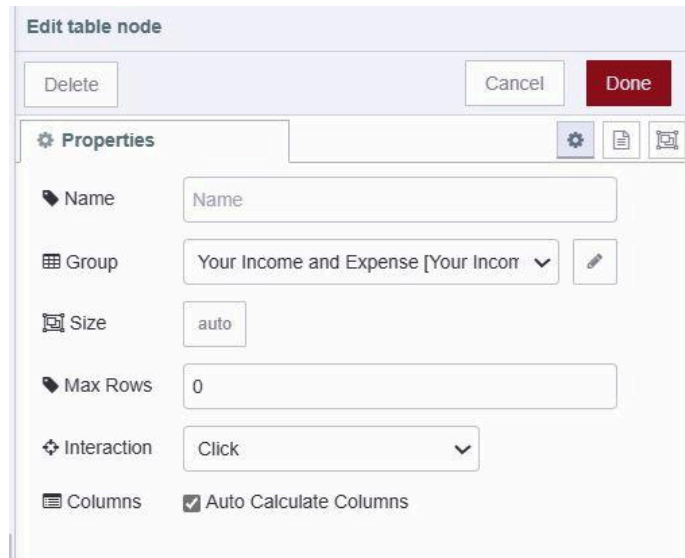 Edit table node
Delete Cancel Done
Properties
Name Name
Group Your Income and Expense [Your Incom
Size auto
Max Rows 0
Interaction Click
Columns Auto Calculate Columns